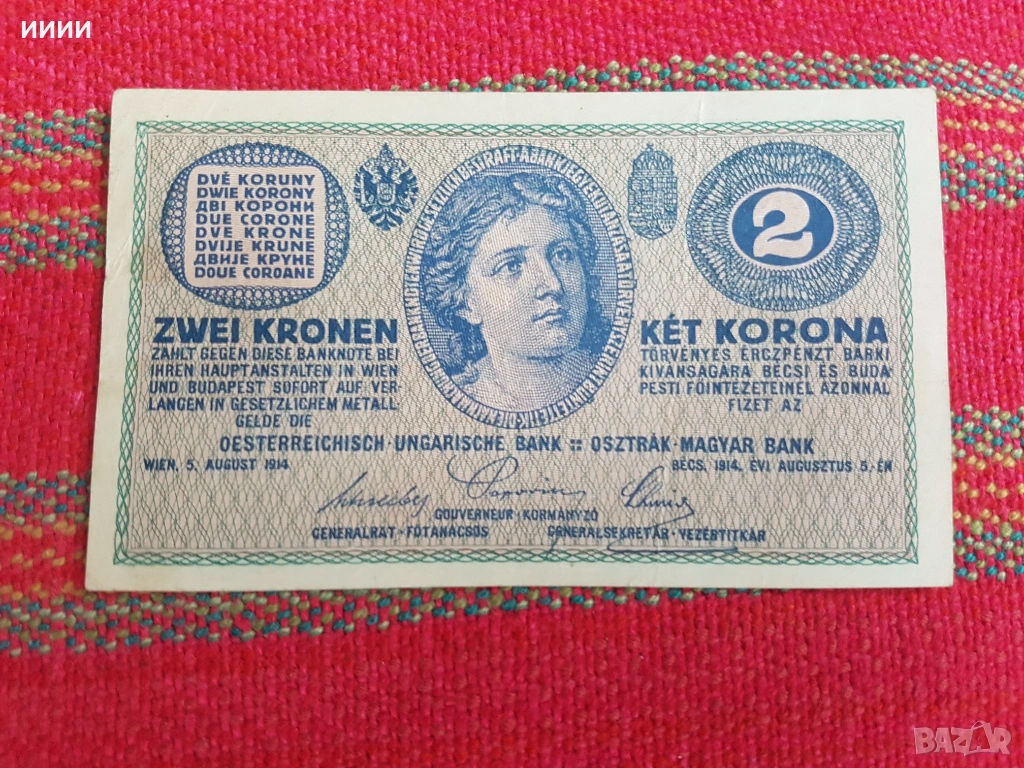 ииии
DVĚ KORUNY
DWIE KORONY
ДВІ КОРОНИ
DUE CORONE
DVE KRONE
DVIJE KRUNE
ДВИЈЕ КРУНЕ
DOUE COROANE
2
ZWEI KRONEN
ZAHLT GEGEN DIESE BANKNOTE BEI
IHREN HAUPTANSTALTEN IN WIEN
UND BUDAPEST SOFORT AUF VER-
LANGEN IN GESETZLICHEM METALL-
GELDE DIE
KÉT KORONA
TÖRVÉNYES ÉRCZPÉNZT BÁRKI
KIVÁNSÁGÁRA BÉCSI ÉS BUDA-
PESTI FŐINTÉZETEINÉL AZONNAL
FIZET AZ
OESTERREICHISCH-UNGARISCHE BANK :: OSZTRÁK-MAGYAR BANK
WIEN, 5. AUGUST 1914.
BÉCS, 1914. ÉVI AUGUSZTUS 5.-ÉN
GOUVERNEUR-KORMÁNYZÓ
GENERALRAT-FŐTANÁCSOS
GENERALSEKRETÄR-VEZÉRTITKÁR
BAZAR